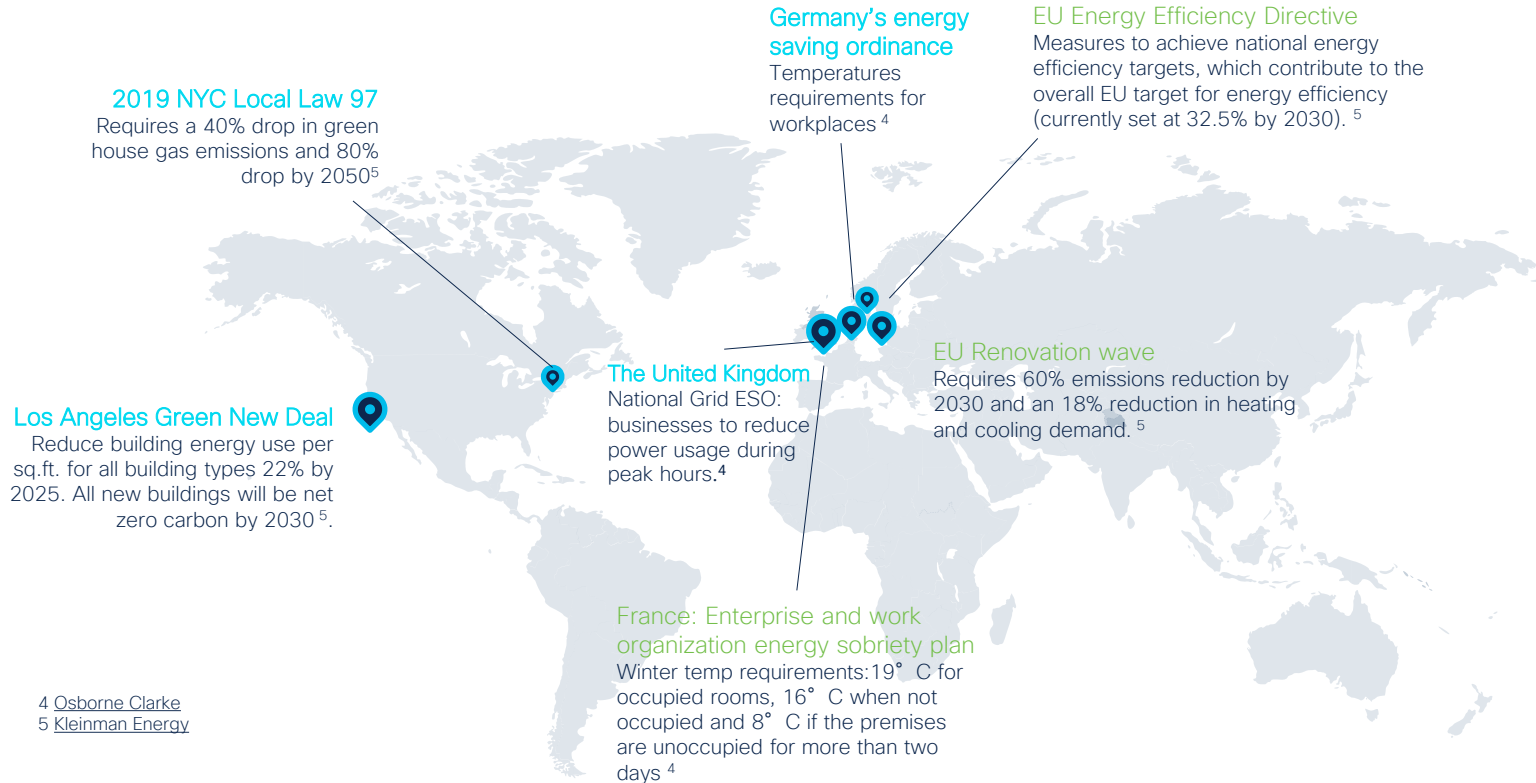 Germany's energy
saving ordinance
Temperatures
requirements for
workplaces 4
EU Energy Efficiency Directive
Measures to achieve national energy
efficiency targets, which contribute to the
overall EU target for energy efficiency
(currently set at 32.5% by 2030). 5
2019 NYC Local Law 97
Requires a 40% drop in green
house gas emissions and 80%
drop by 20505
The United Kingdom
National Grid ESO:
businesses to reduce
power usage during
peak hours.4
EU Renovation wave
Requires 60% emissions reduction by
2030 and an 18% reduction in heating
and cooling demand. 5
Los Angeles Green New Deal
Reduce building energy use per
sq.ft. for all building types 22% by
2025. All new buildings will be net
zero carbon by 2030 5.
France: Enterprise and work
organization energy sobriety plan
Winter temp requirements:19° C for
occupied rooms, 16° C when not
occupied and 8° C if the premises
are unoccupied for more than two
days 4
4 Osborne Clarke
5 Kleinman Energy